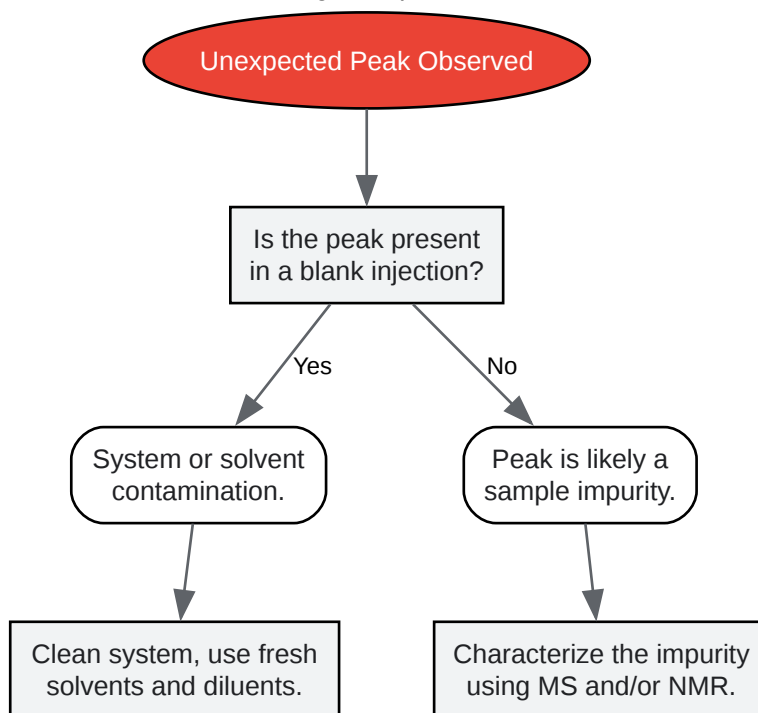 Unexpected Peak Observed
Is the peak present
in a blank injection?
Yes
No
System or solvent
contamination.
Peak is likely a
sample impurity.
Clean system, use fresh
solvents and diluents.
Characterize the impurity
using MS and/or NMR.